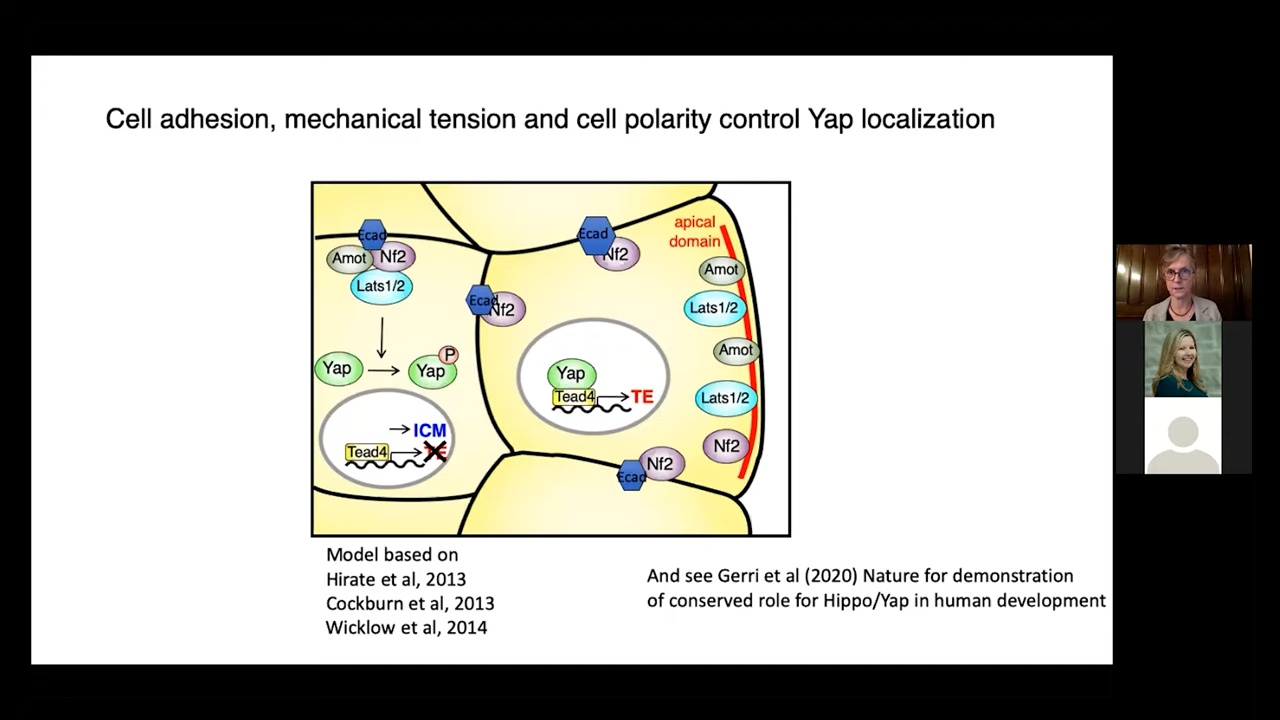 Cell adhesion, mechanical tension and cell polarity control Yap localization
Ecad
Amot
Nf2
Lats1/2
Yap
Yap
P
ICM
Tead4
TE
Ecad
Nf2
Ecad
Nf2
apical
domain
Amot
Lats1/2
Amot
Lats1/2
Nf2
Yap
Tead4
TE
Ecad
Nf2
Model based on
Hirate et al, 2013
Cockburn et al, 2013
Wicklow et al, 2014
And see Gerri et al (2020) Nature for demonstration
of conserved role for Hippo/Yap in human development